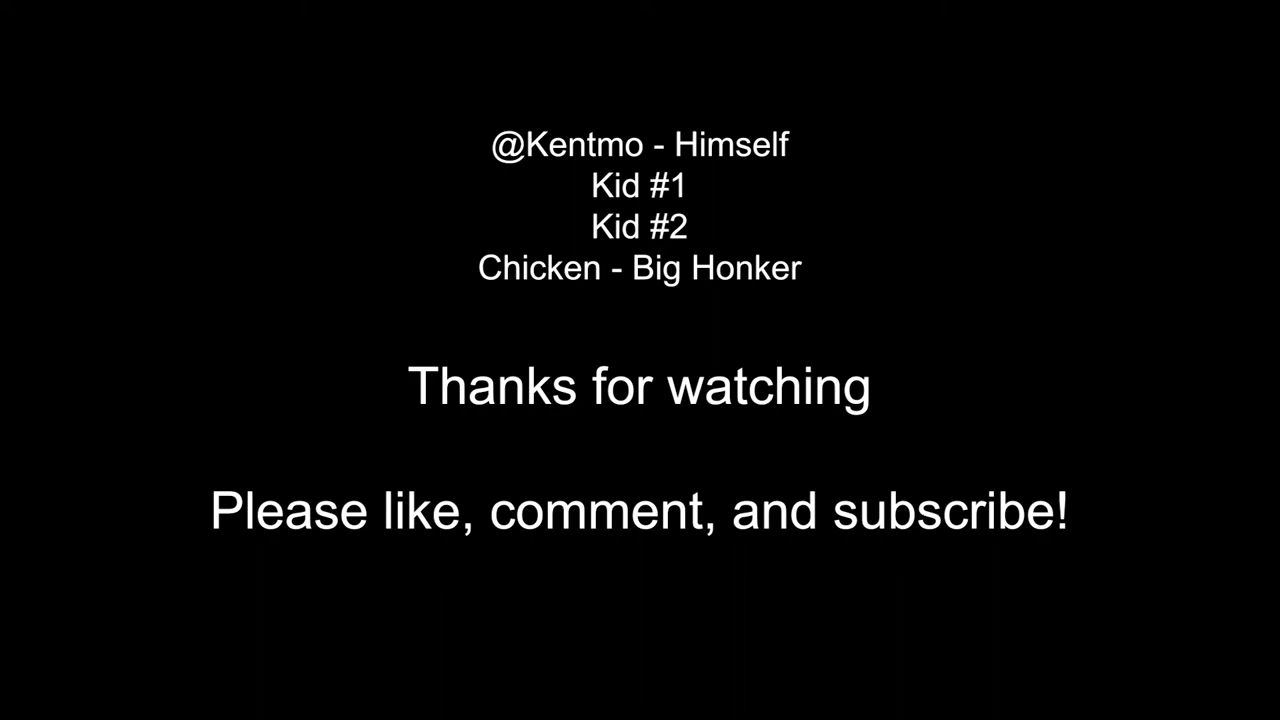 @Kentmo - Himself
Kid #1
Kid #2
Chicken - Big Honker
Thanks for watching
Please like, comment, and subscribe!